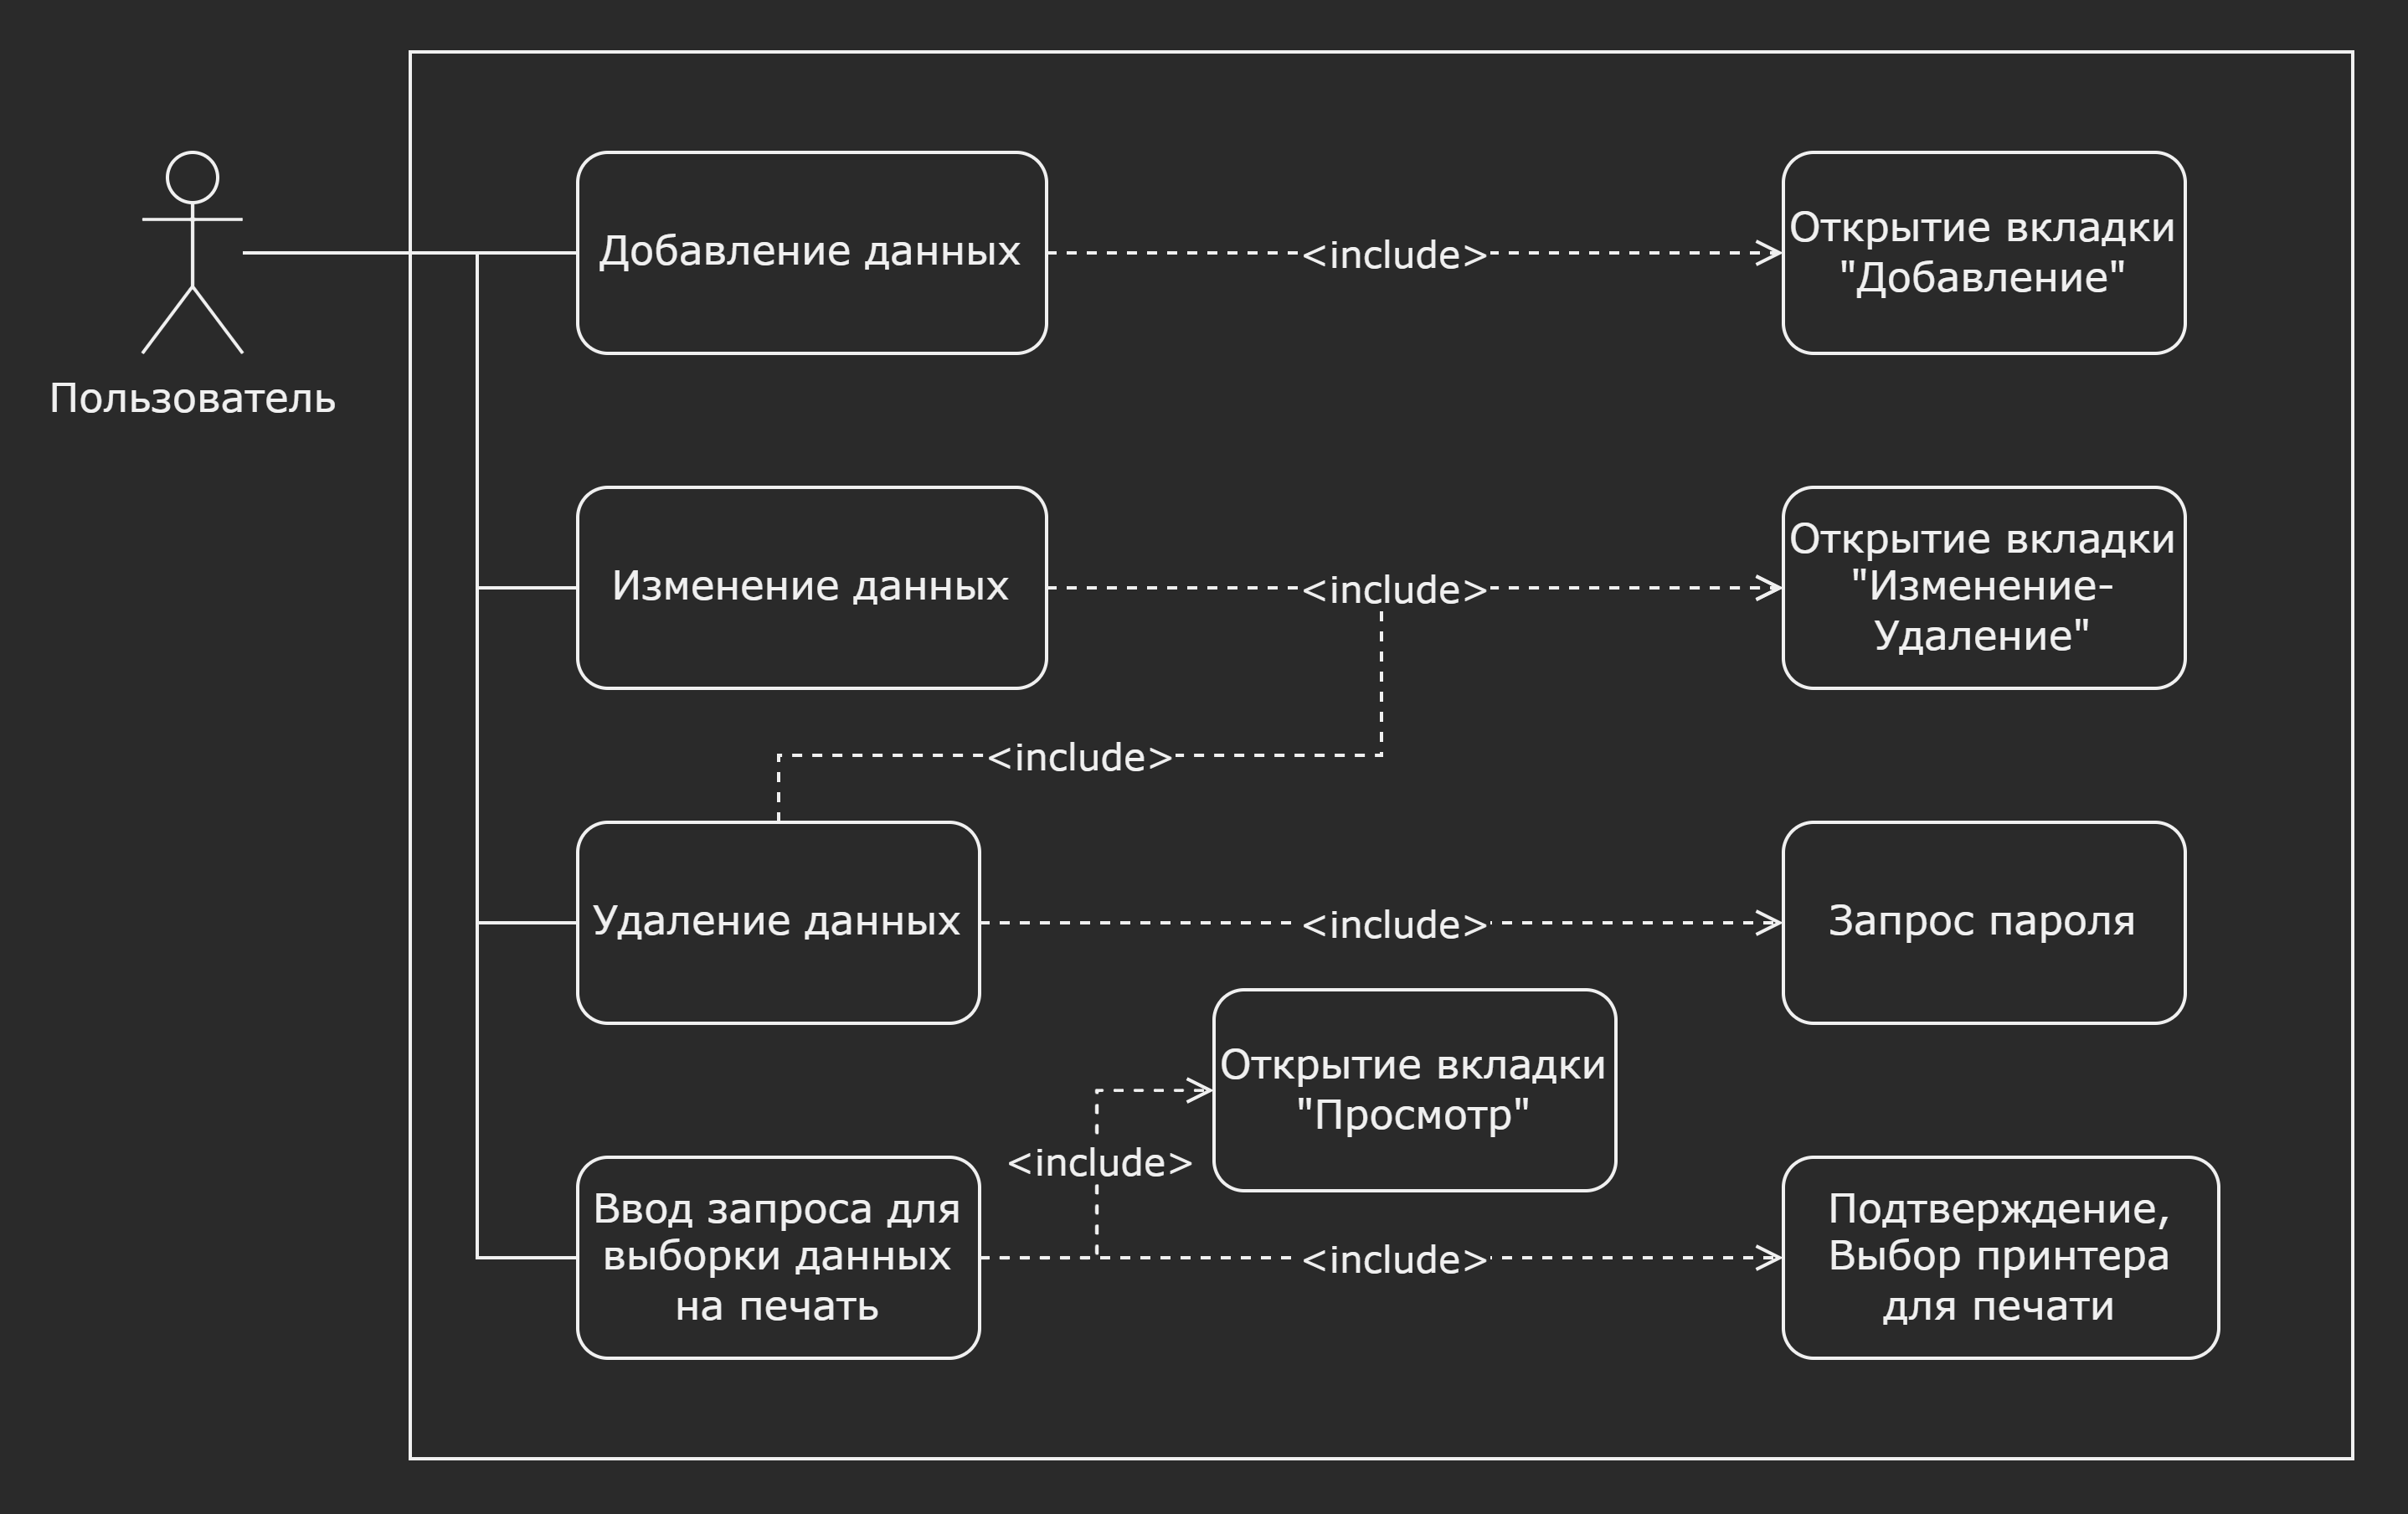 Пользователь
Добавление данных
<include>
Открытие вкладки
"Добавление"
Изменение данных
<include>
Открытие вкладки
"Изменение-
Удаление"
<include>
Удаление данных
<include>
Запрос пароля
Открытие вкладки
"Просмотр"
<include>
Ввод запроса для
выборки данных
на печать
<include>
Подтверждение,
Выбор принтера
для печати